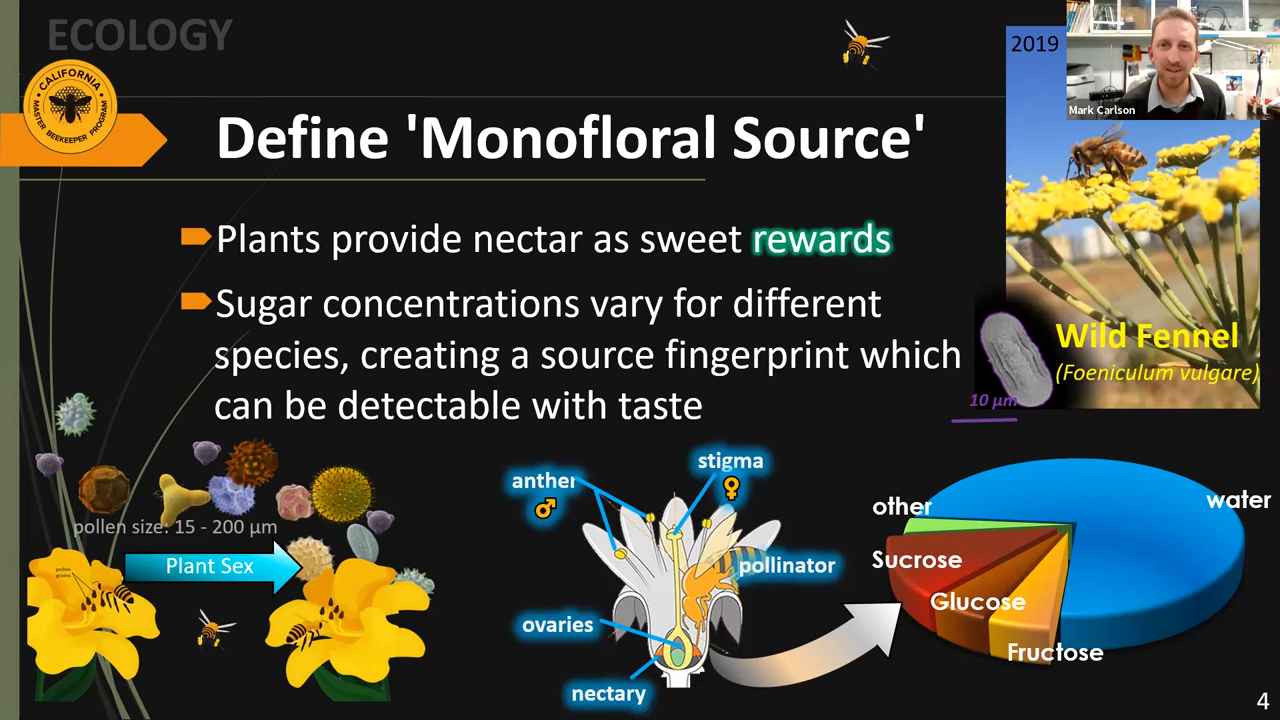 ECOLOGY
2019
Mark Carlson
CALIFORNIA
MASTER BEEKEEPER PROGRAM
Define 'Monofloral Source'
Plants provide nectar as sweet rewards
Sugar concentrations vary for different
species, creating a source fingerprint which
can be detectable with taste
Wild Fennel
(Foeniculum vulgare)
10 µm
pollen size: 15 - 200 µm
Plant Sex
pollen
grains
anther
♂
stigma
♀
pollinator
ovaries
nectary
other
water
Sucrose
Glucose
Fructose
4